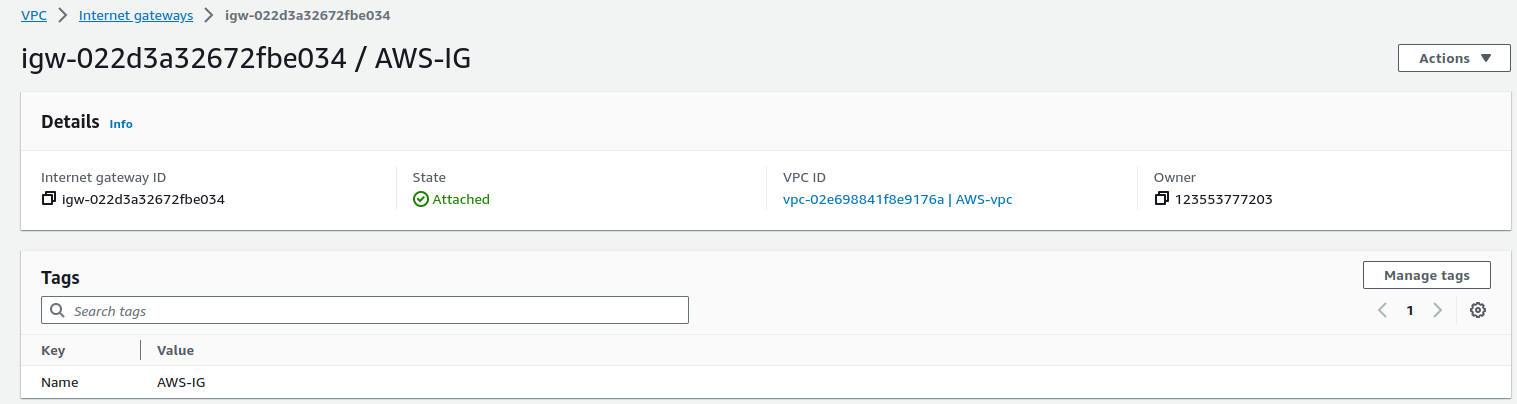 VPC > Internet gateways > igw-022d3a32672fbe034
igw-022d3a32672fbe034 / AWS-IG
Actions ▼
Details Info
Internet gateway ID
igw-022d3a32672fbe034
State
Attached
VPC ID
vpc-02e698841f8e9176a | AWS-vpc
Owner
123553777203
Tags
Manage tags
Search tags
1
Key Value
Name AWS-IG